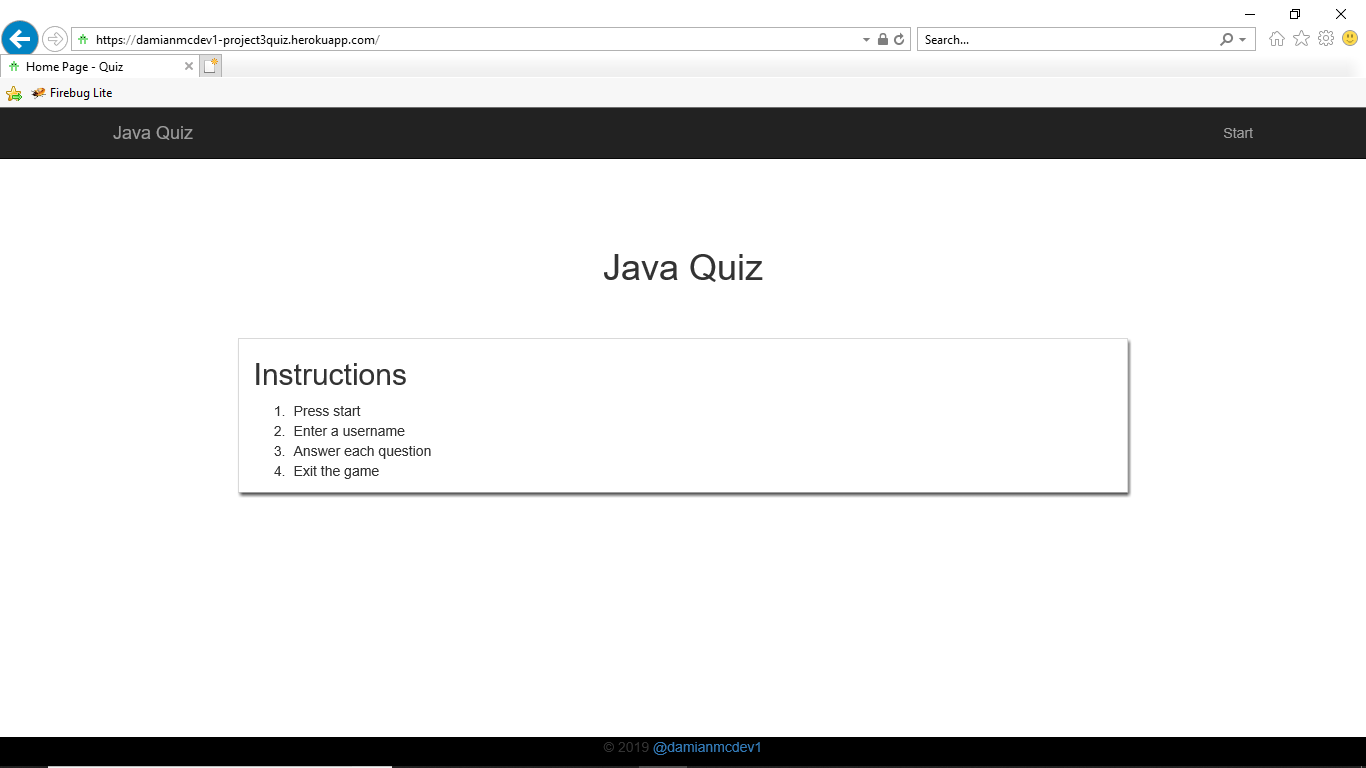 https://damianmcdev1-project3quiz.herokuapp.com/
Search...
Home Page - Quiz
Firebug Lite
Java Quiz
Start
Java Quiz
Instructions
1. Press start
2. Enter a username
3. Answer each question
4. Exit the game
© 2019 @damianmcdev1